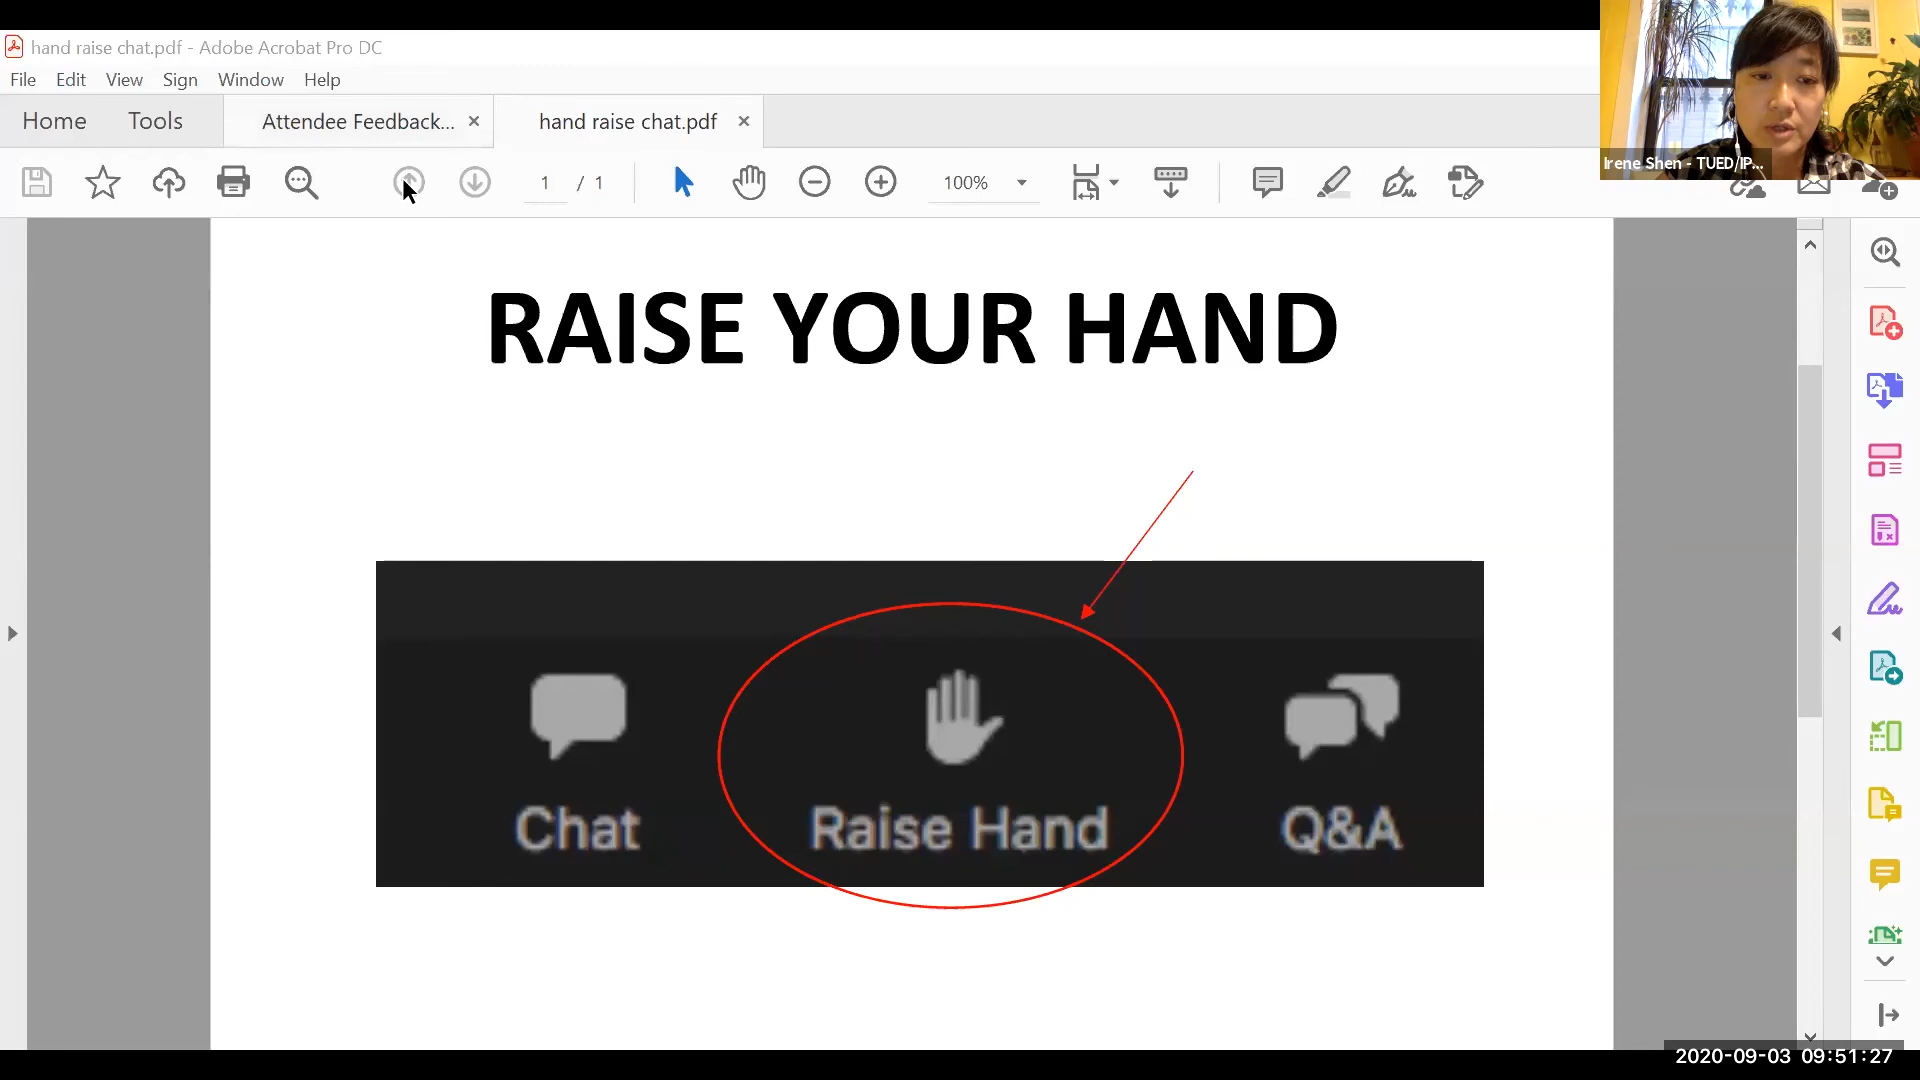 hand raise chat.pdf - Adobe Acrobat Pro DC
File Edit View Sign Window Help
Home Tools Attendee Feedback... × hand raise chat.pdf ×
1 / 1 100%
Irene Shen - TUED/IP...
RAISE YOUR HAND
Chat Raise Hand Q&A
2020-09-03 09:51:27